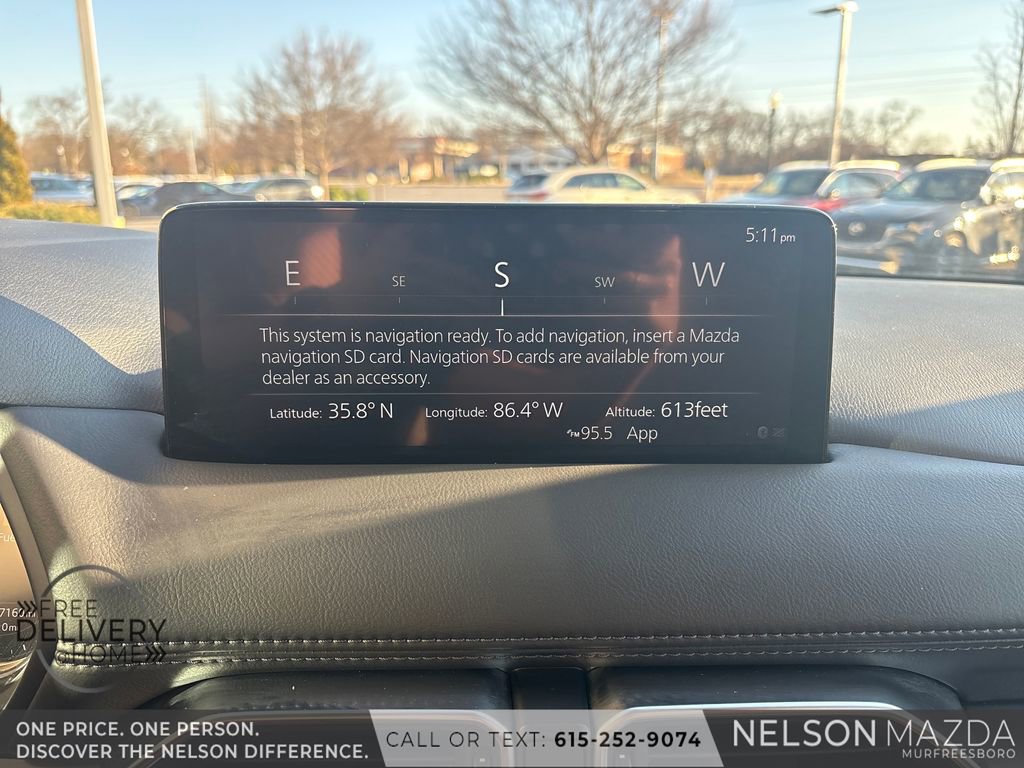 5:11pm
E SE S SW W
This system is navigation ready. To add navigation, insert a Mazda
navigation SD card. Navigation SD cards are available from your
dealer as an accessory.
Latitude: 35.8° N Longitude: 86.4° W Altitude: 613feet
FM 95.5 App
FREE
DELIVERY
@HOME
ONE PRICE. ONE PERSON.
DISCOVER THE NELSON DIFFERENCE.
CALL OR TEXT: 615-252-9074
NELSON MAZDA
MURFREESBORO